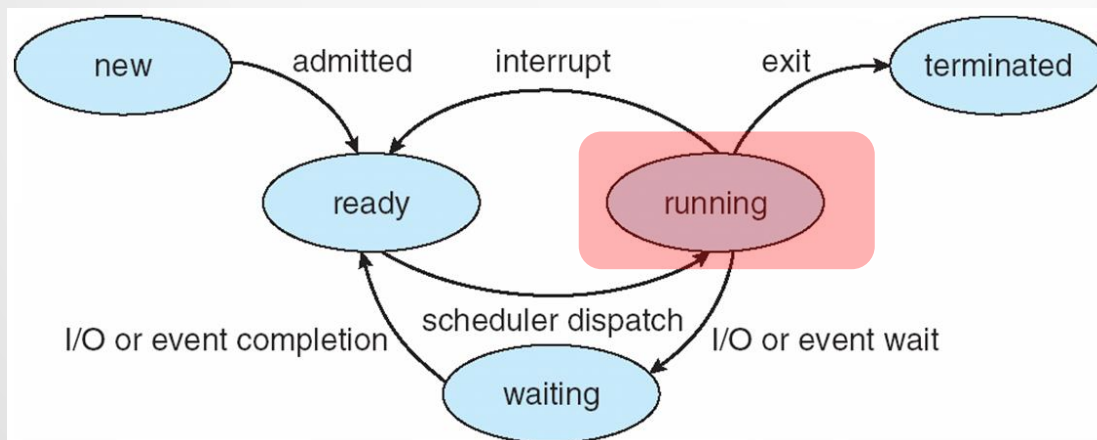 new
admitted
interrupt
exit
terminated
ready
running
I/O or event completion
scheduler dispatch
I/O or event wait
waiting